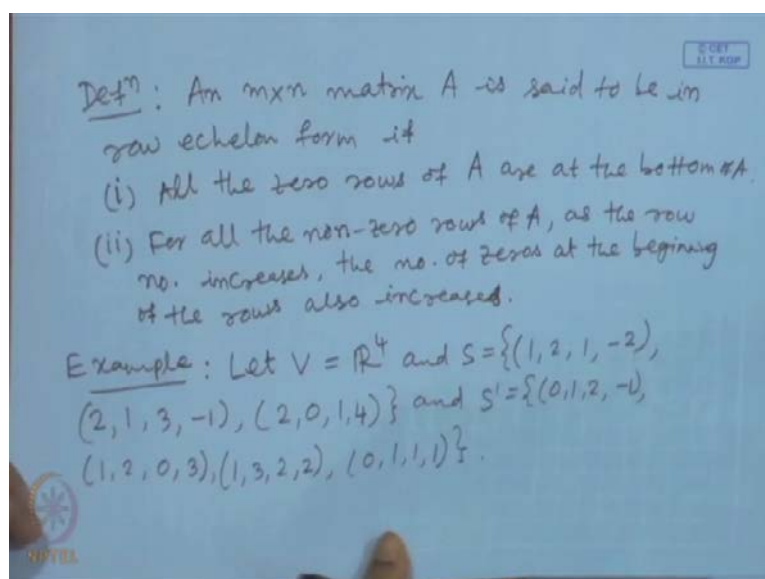 © CET
I.I.T. KGP
Defⁿ : An mxn matrix A is said to be in
row echelon form if
(i) All the zero rows of A are at the bottom of A.
(ii) For all the non-zero rows of A, as the row
no. increases, the no. of zeros at the begining
of the rows also increases.
Example : Let V = ℝ⁴ and S = {(1, 2, 1, -2),
(2, 1, 3, -1), (2, 0, 1, 4)} and S' = {(0,1,2, -1),
(1, 2, 0, 3), (1, 3, 2, 2), (0, 1, 1, 1)}.
NPTEL